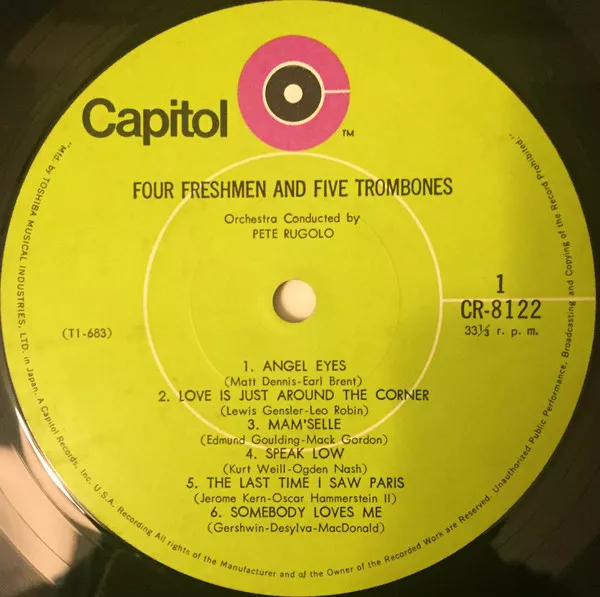 Capitol
TM
FOUR FRESHMEN AND FIVE TROMBONES
Orchestra Conducted by
PETE RUGOLO
1
CR-8122
33⅓ r. p. m.
(T1-683)
1. ANGEL EYES
(Matt Dennis-Earl Brent)
2. LOVE IS JUST AROUND THE CORNER
(Lewis Gensler-Leo Robin)
3. MAM'SELLE
(Edmund Goulding-Mack Gordon)
4. SPEAK LOW
(Kurt Weill-Ogden Nash)
5. THE LAST TIME I SAW PARIS
(Jerome Kern-Oscar Hammerstein II)
6. SOMEBODY LOVES ME
(Gershwin-Desylva-MacDonald)
"Mfd. by TOSHIBA MUSICAL INDUSTRIES, LTD. in Japan. A Capitol Records, Inc. U.S.A. Recording All rights of the Manufacturer and of the Owner of the Recorded Work are Reserved. Unauthorized Public Performance, Broadcasting and Copying of the Record Prohibited."